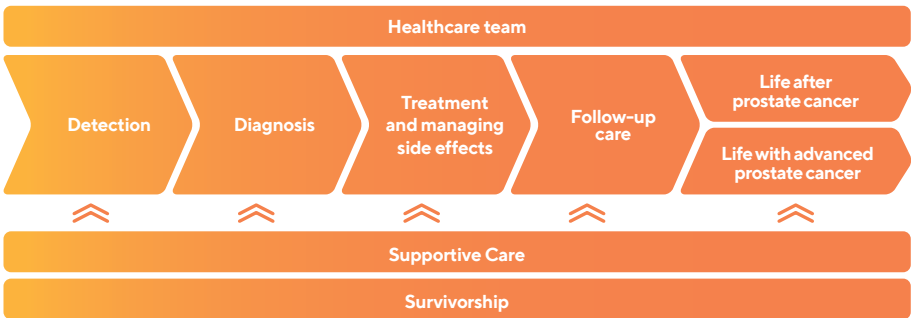 Healthcare team
Detection
Diagnosis
Treatment
and managing
side effects
Follow-up
care
Life after
prostate cancer
Life with advanced
prostate cancer
Supportive Care
Survivorship